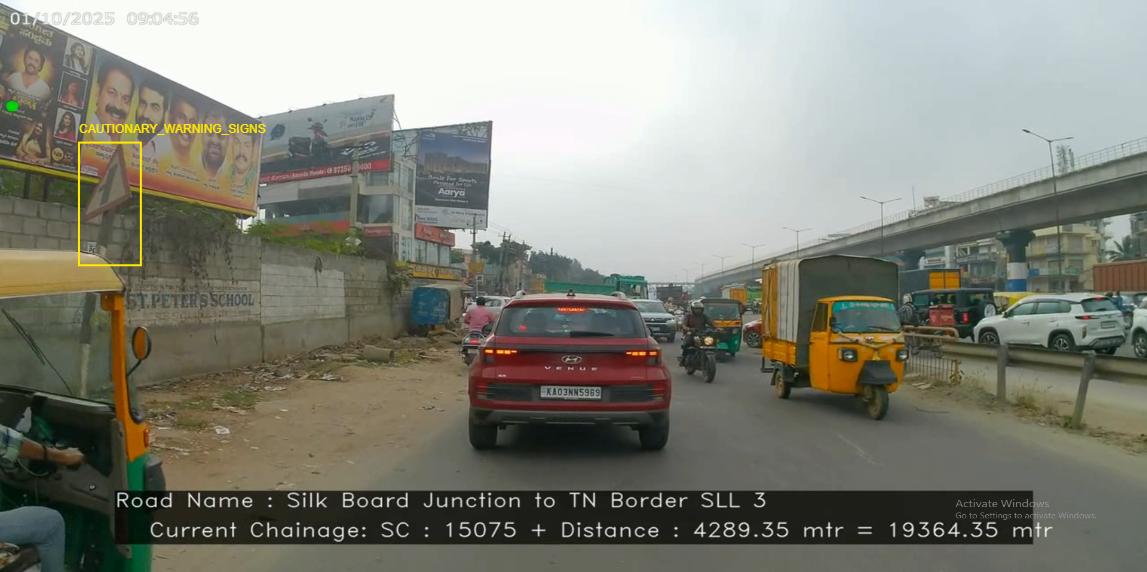 01/10/2025 09:04:56
CAUTIONARY_WARNING_SIGNS
Aarya
ST.PETER'S SCHOOL
VENUE
KA03NN5969
Road Name : Silk Board Junction to TN Border SLL 3
Current Chainage: SC : 15075 + Distance : 4289.35 mtr = 19364.35 mtr
Activate Windows
Go to Settings to activate Windows.